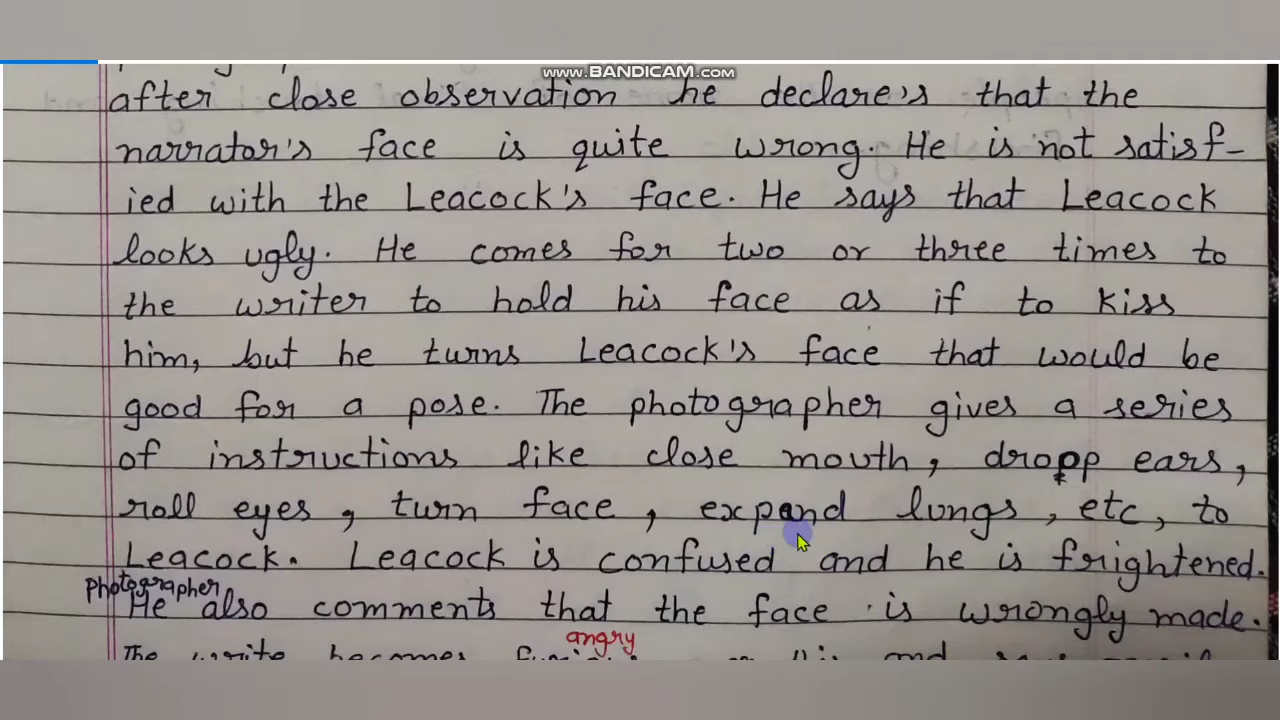 www.BANDICAM.com
after close observation he declare's that the
narrator's face is quite wrong. He is not satisf-
ied with the Leacock's face. He says that Leacock
looks ugly. He comes for two or three times to
the writer to hold his face as if to kiss
him, but he turns Leacock's face that would be
good for a pose. The photographer gives a series
of instructions like close mouth, dropp ears,
roll eyes, turn face, expand lungs, etc, to
Leacock. Leacock is confused and he is frightened.
photographer
He also comments that the face is wrongly made.
angry
The write becomes and